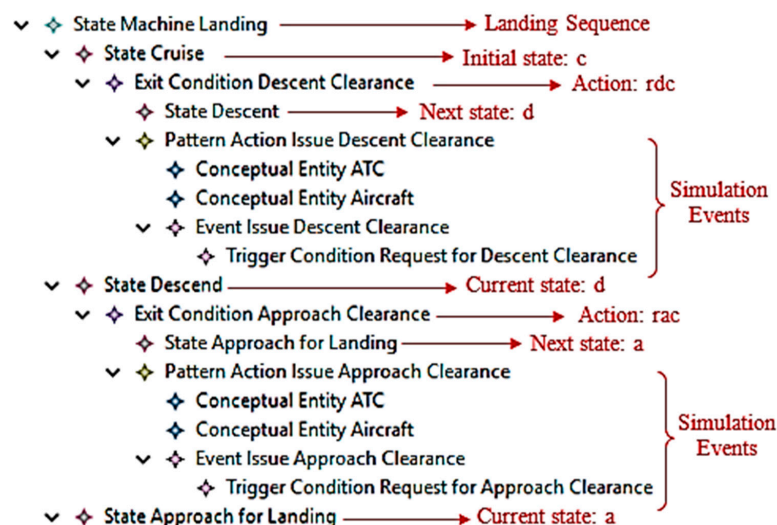 State Machine Landing Landing Sequence
State Cruise Initial state: c
Exit Condition Descent Clearance Action: rdc
State Descent Next state: d
Pattern Action Issue Descent Clearance
Conceptual Entity ATC
Conceptual Entity Aircraft
Simulation Events
Event Issue Descent Clearance
Trigger Condition Request for Descent Clearance
State Descend Current state: d
Exit Condition Approach Clearance Action: rac
State Approach for Landing Next state: a
Pattern Action Issue Approach Clearance
Conceptual Entity ATC
Conceptual Entity Aircraft
Simulation Events
Event Issue Approach Clearance
Trigger Condition Request for Approach Clearance
State Approach for Landing Current state: a